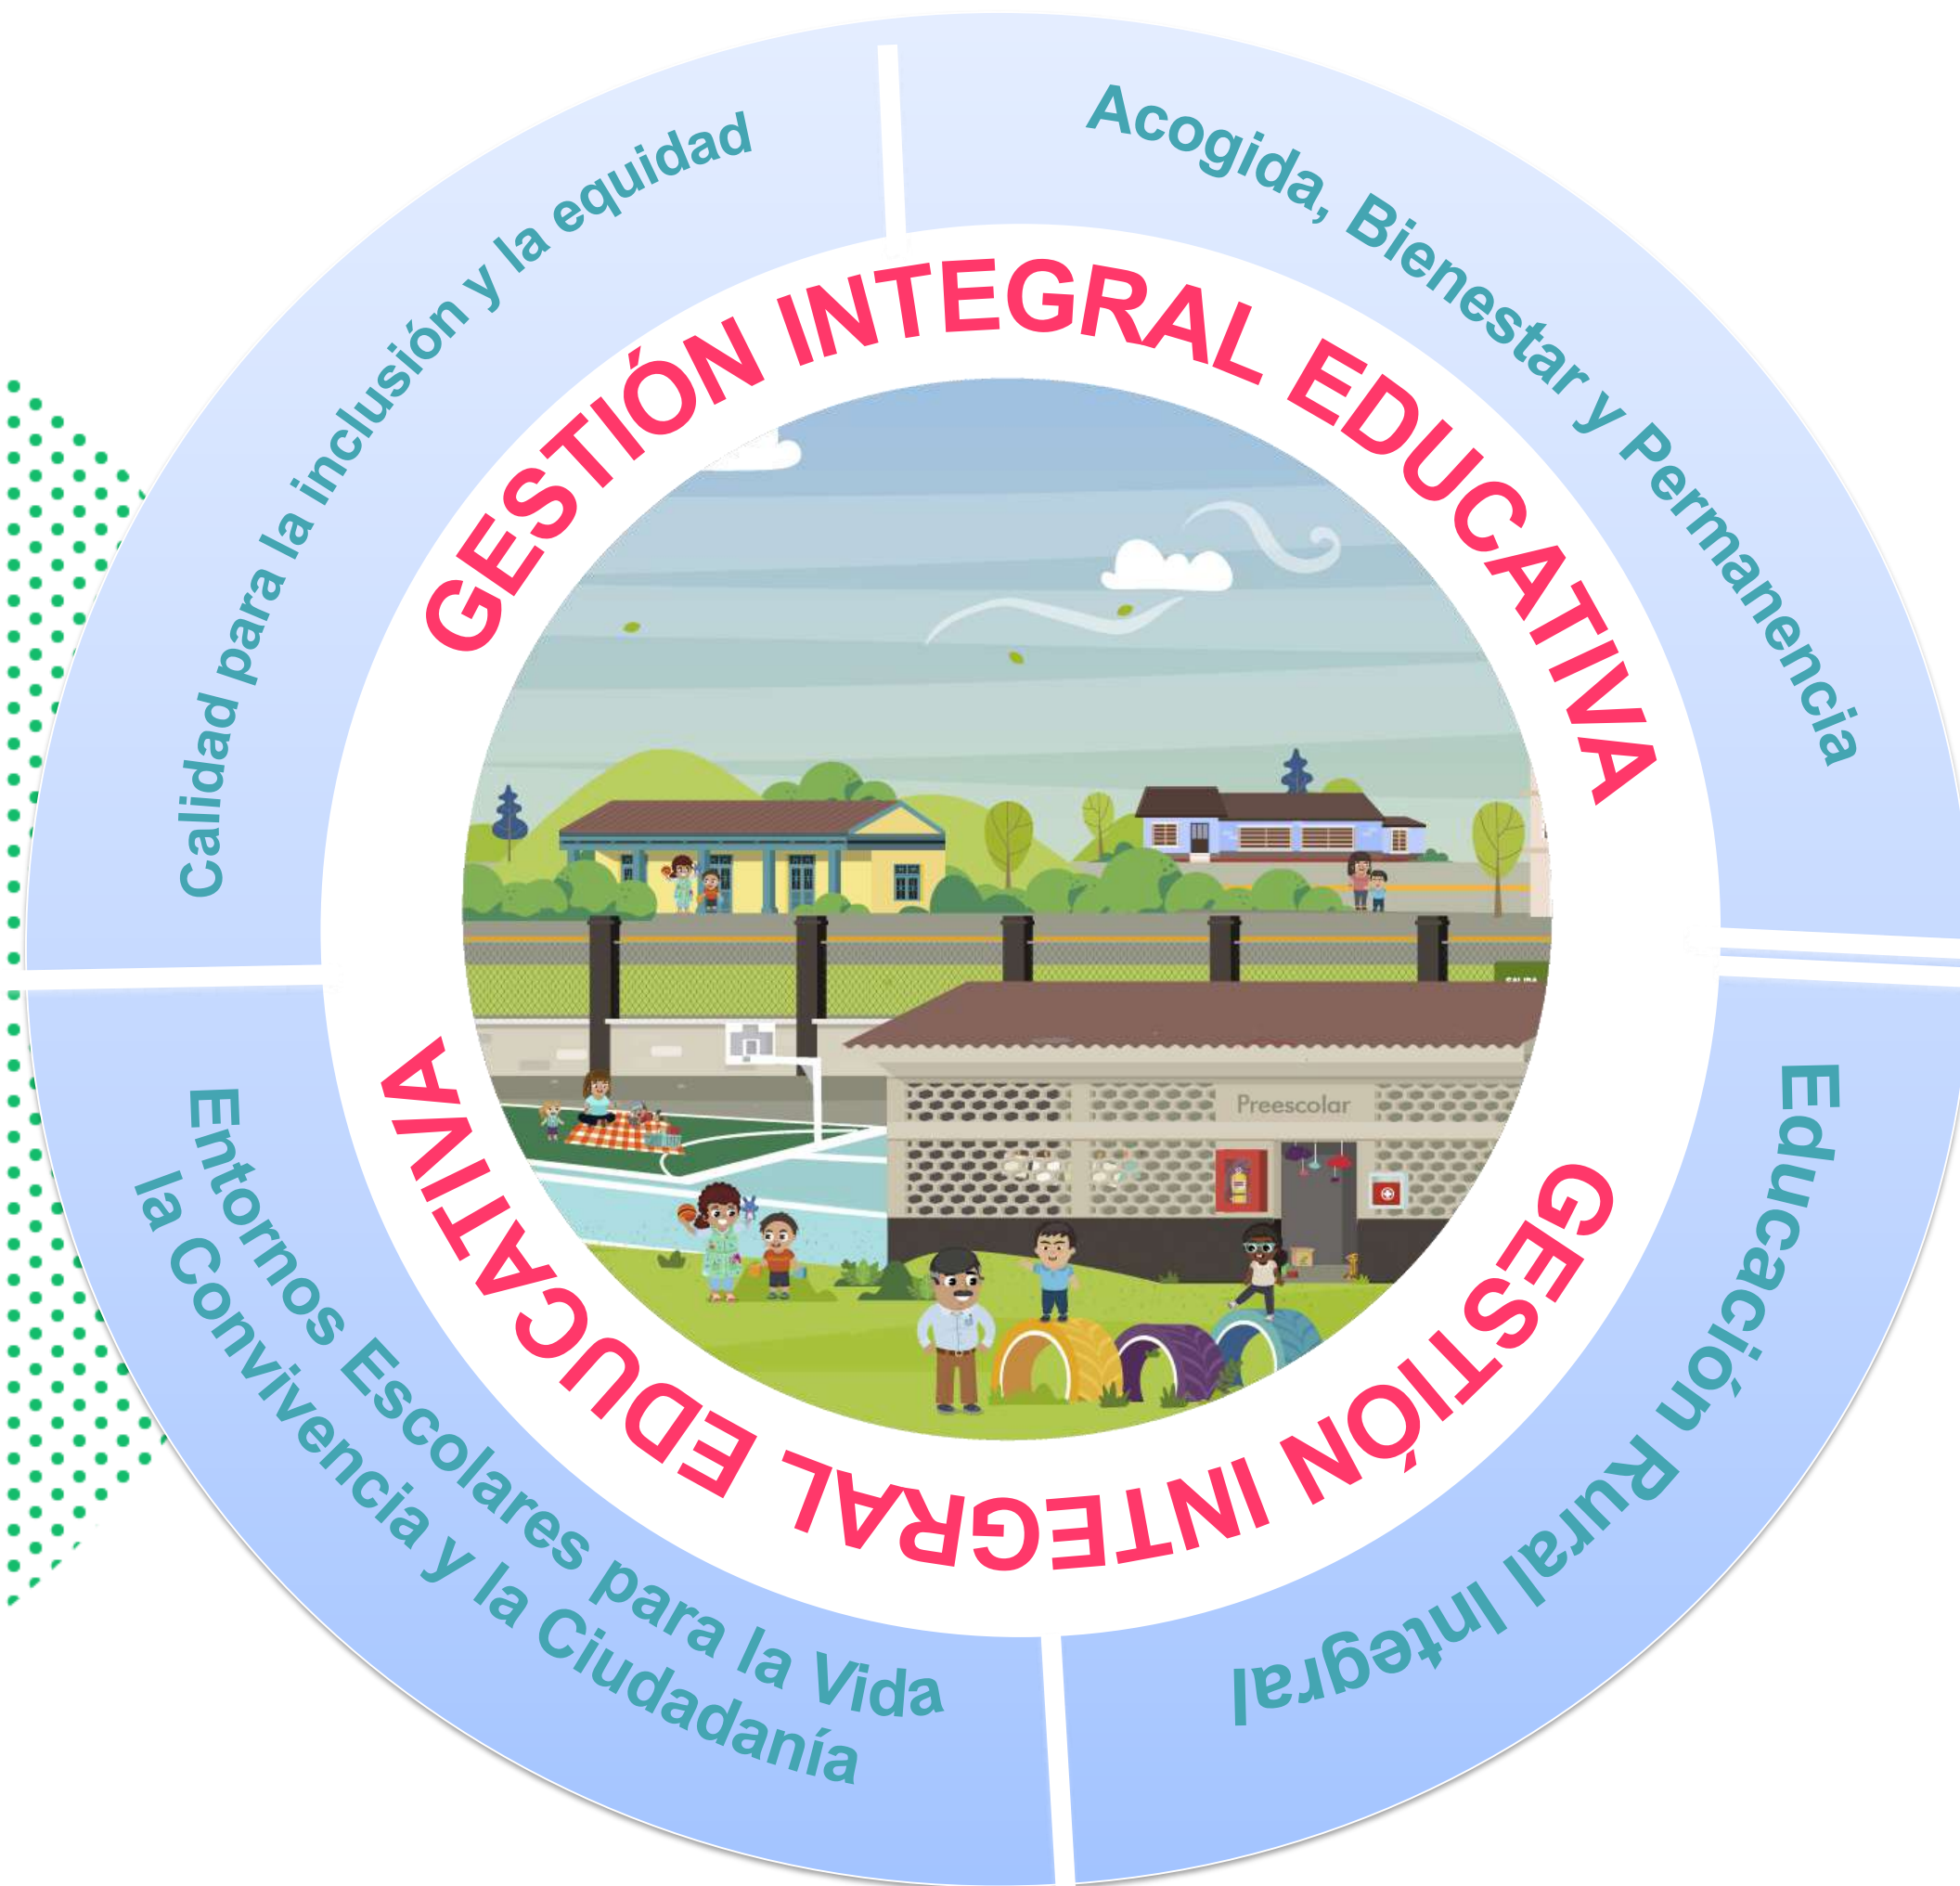 Calidad para la inclusión y la equidad
Acogida, Bienestar y Permanencia
GESTIÓN INTEGRAL EDUCATIVA
Preescolar
GESTIÓN INTEGRAL EDUCATIVA
Educación Rural Integral
Entornos Escolares para la Vida
la Convivencia y la Ciudadanía